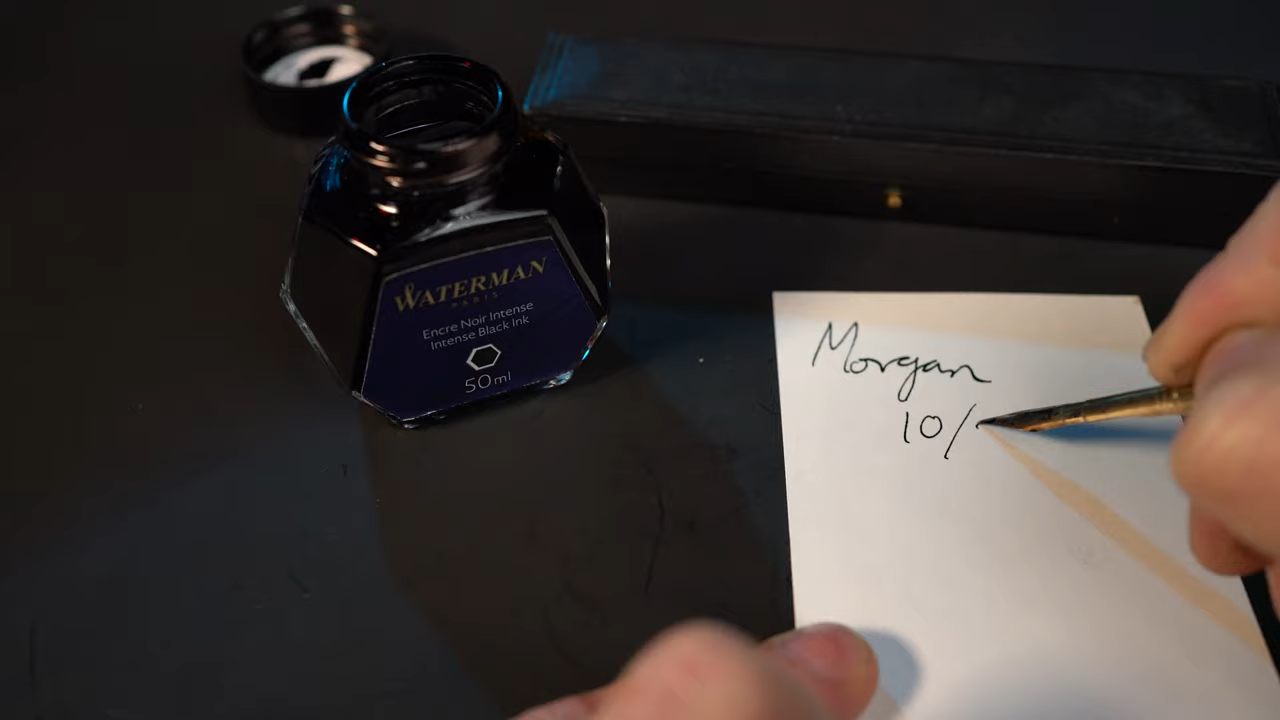 WATERMAN
PARIS
Encre Noir Intense
Intense Black Ink
50ml
Morgan
10/